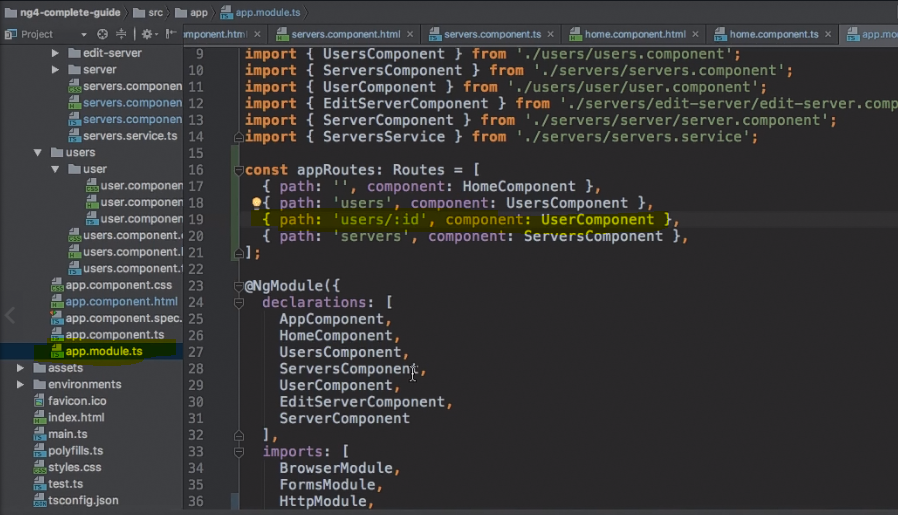 ng4-complete-guide src app app.module.ts
Project
mponent.html servers.component.html servers.component.ts home.component.html home.component.ts app.mo
edit-server
server
servers.componen
servers.componen
servers.componen
servers.service.ts
users
user
user.componen
user.componen
user.componen
users.component.
users.component.
users.component.
app.component.css
app.component.html
app.component.spec.
app.component.ts
app.module.ts
assets
environments
favicon.ico
index.html
main.ts
polyfills.ts
styles.css
test.ts
tsconfig.json
9 import { UsersComponent } from './users/users.component';
10 import { ServersComponent } from './servers/servers.component';
11 import { UserComponent } from './users/user/user.component';
12 import { EditServerComponent } from './servers/edit-server/edit-server.comp
13 import { ServerComponent } from './servers/server/server.component';
14 import { ServersService } from './servers/servers.service';
15
16 const appRoutes: Routes = [
17 { path: '', component: HomeComponent },
18 { path: 'users', component: UsersComponent },
19 { path: 'users/:id', component: UserComponent },
20 { path: 'servers', component: ServersComponent },
21 ];
22
23 @NgModule({
24 declarations: [
25 AppComponent,
26 HomeComponent,
27 UsersComponent,
28 ServersComponent,
29 UserComponent,
30 EditServerComponent,
31 ServerComponent
32 ],
33 imports: [
34 BrowserModule,
35 FormsModule,
36 HttpModule,